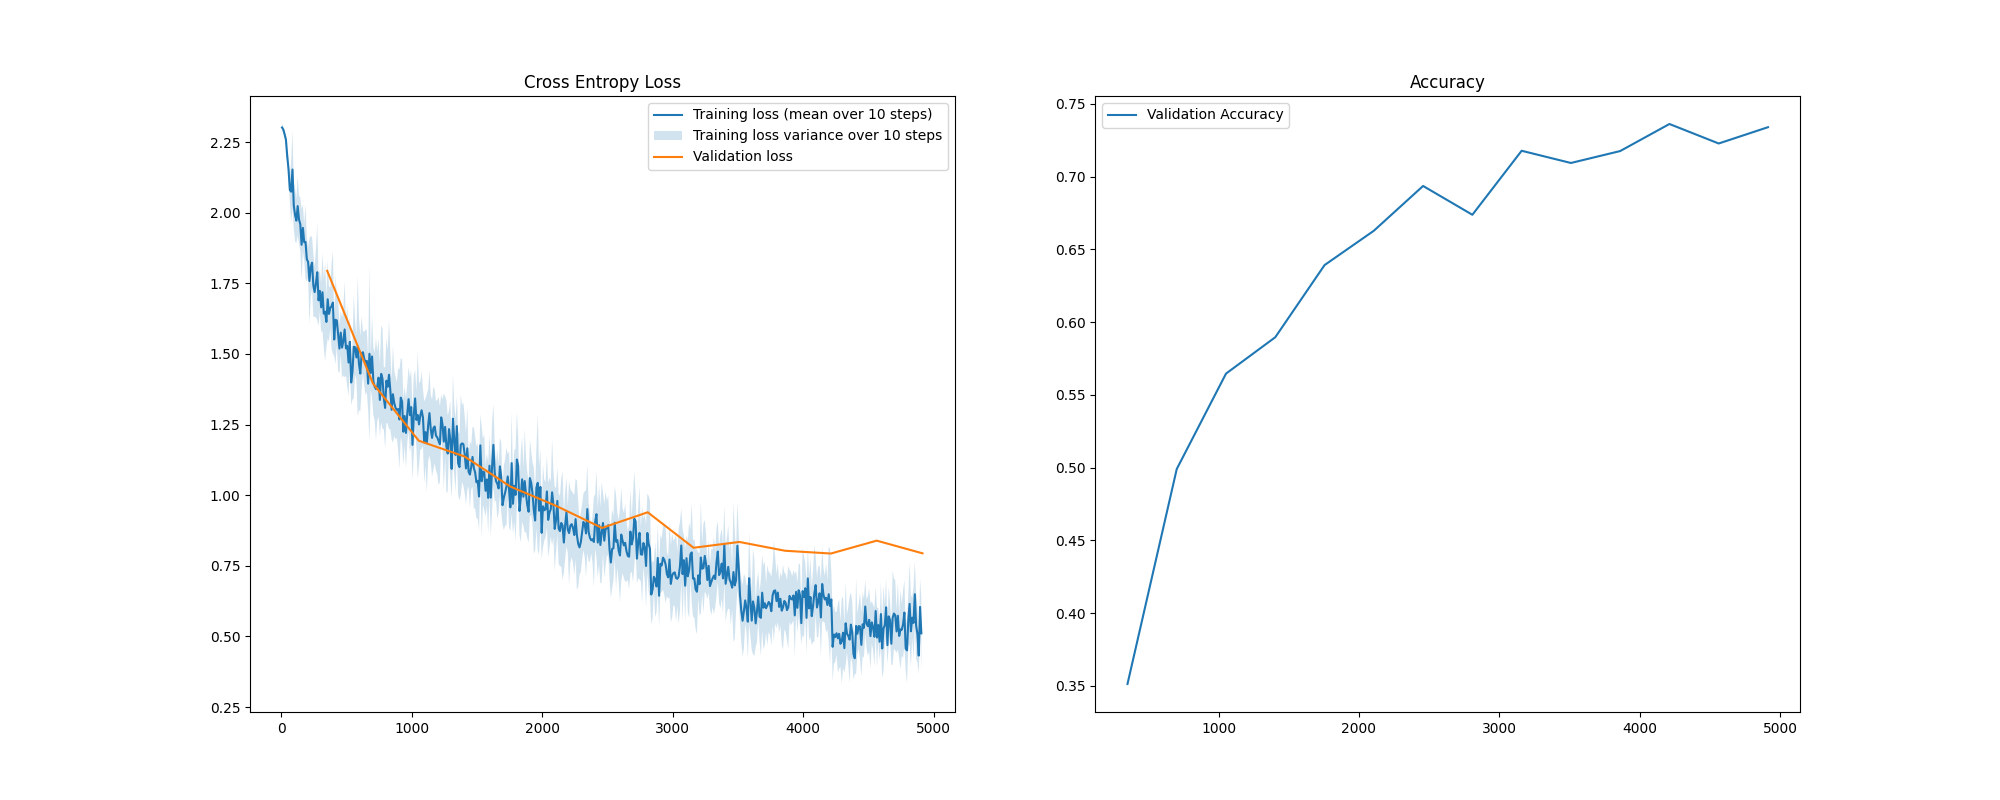 Cross Entropy Loss
Training loss (mean over 10 steps)
Training loss variance over 10 steps
Validation loss
2.25
2.00
1.75
1.50
1.25
1.00
0.75
0.50
0.25
0 1000 2000 3000 4000 5000
Accuracy
Validation Accuracy
0.75
0.70
0.65
0.60
0.55
0.50
0.45
0.40
0.35
1000 2000 3000 4000 5000